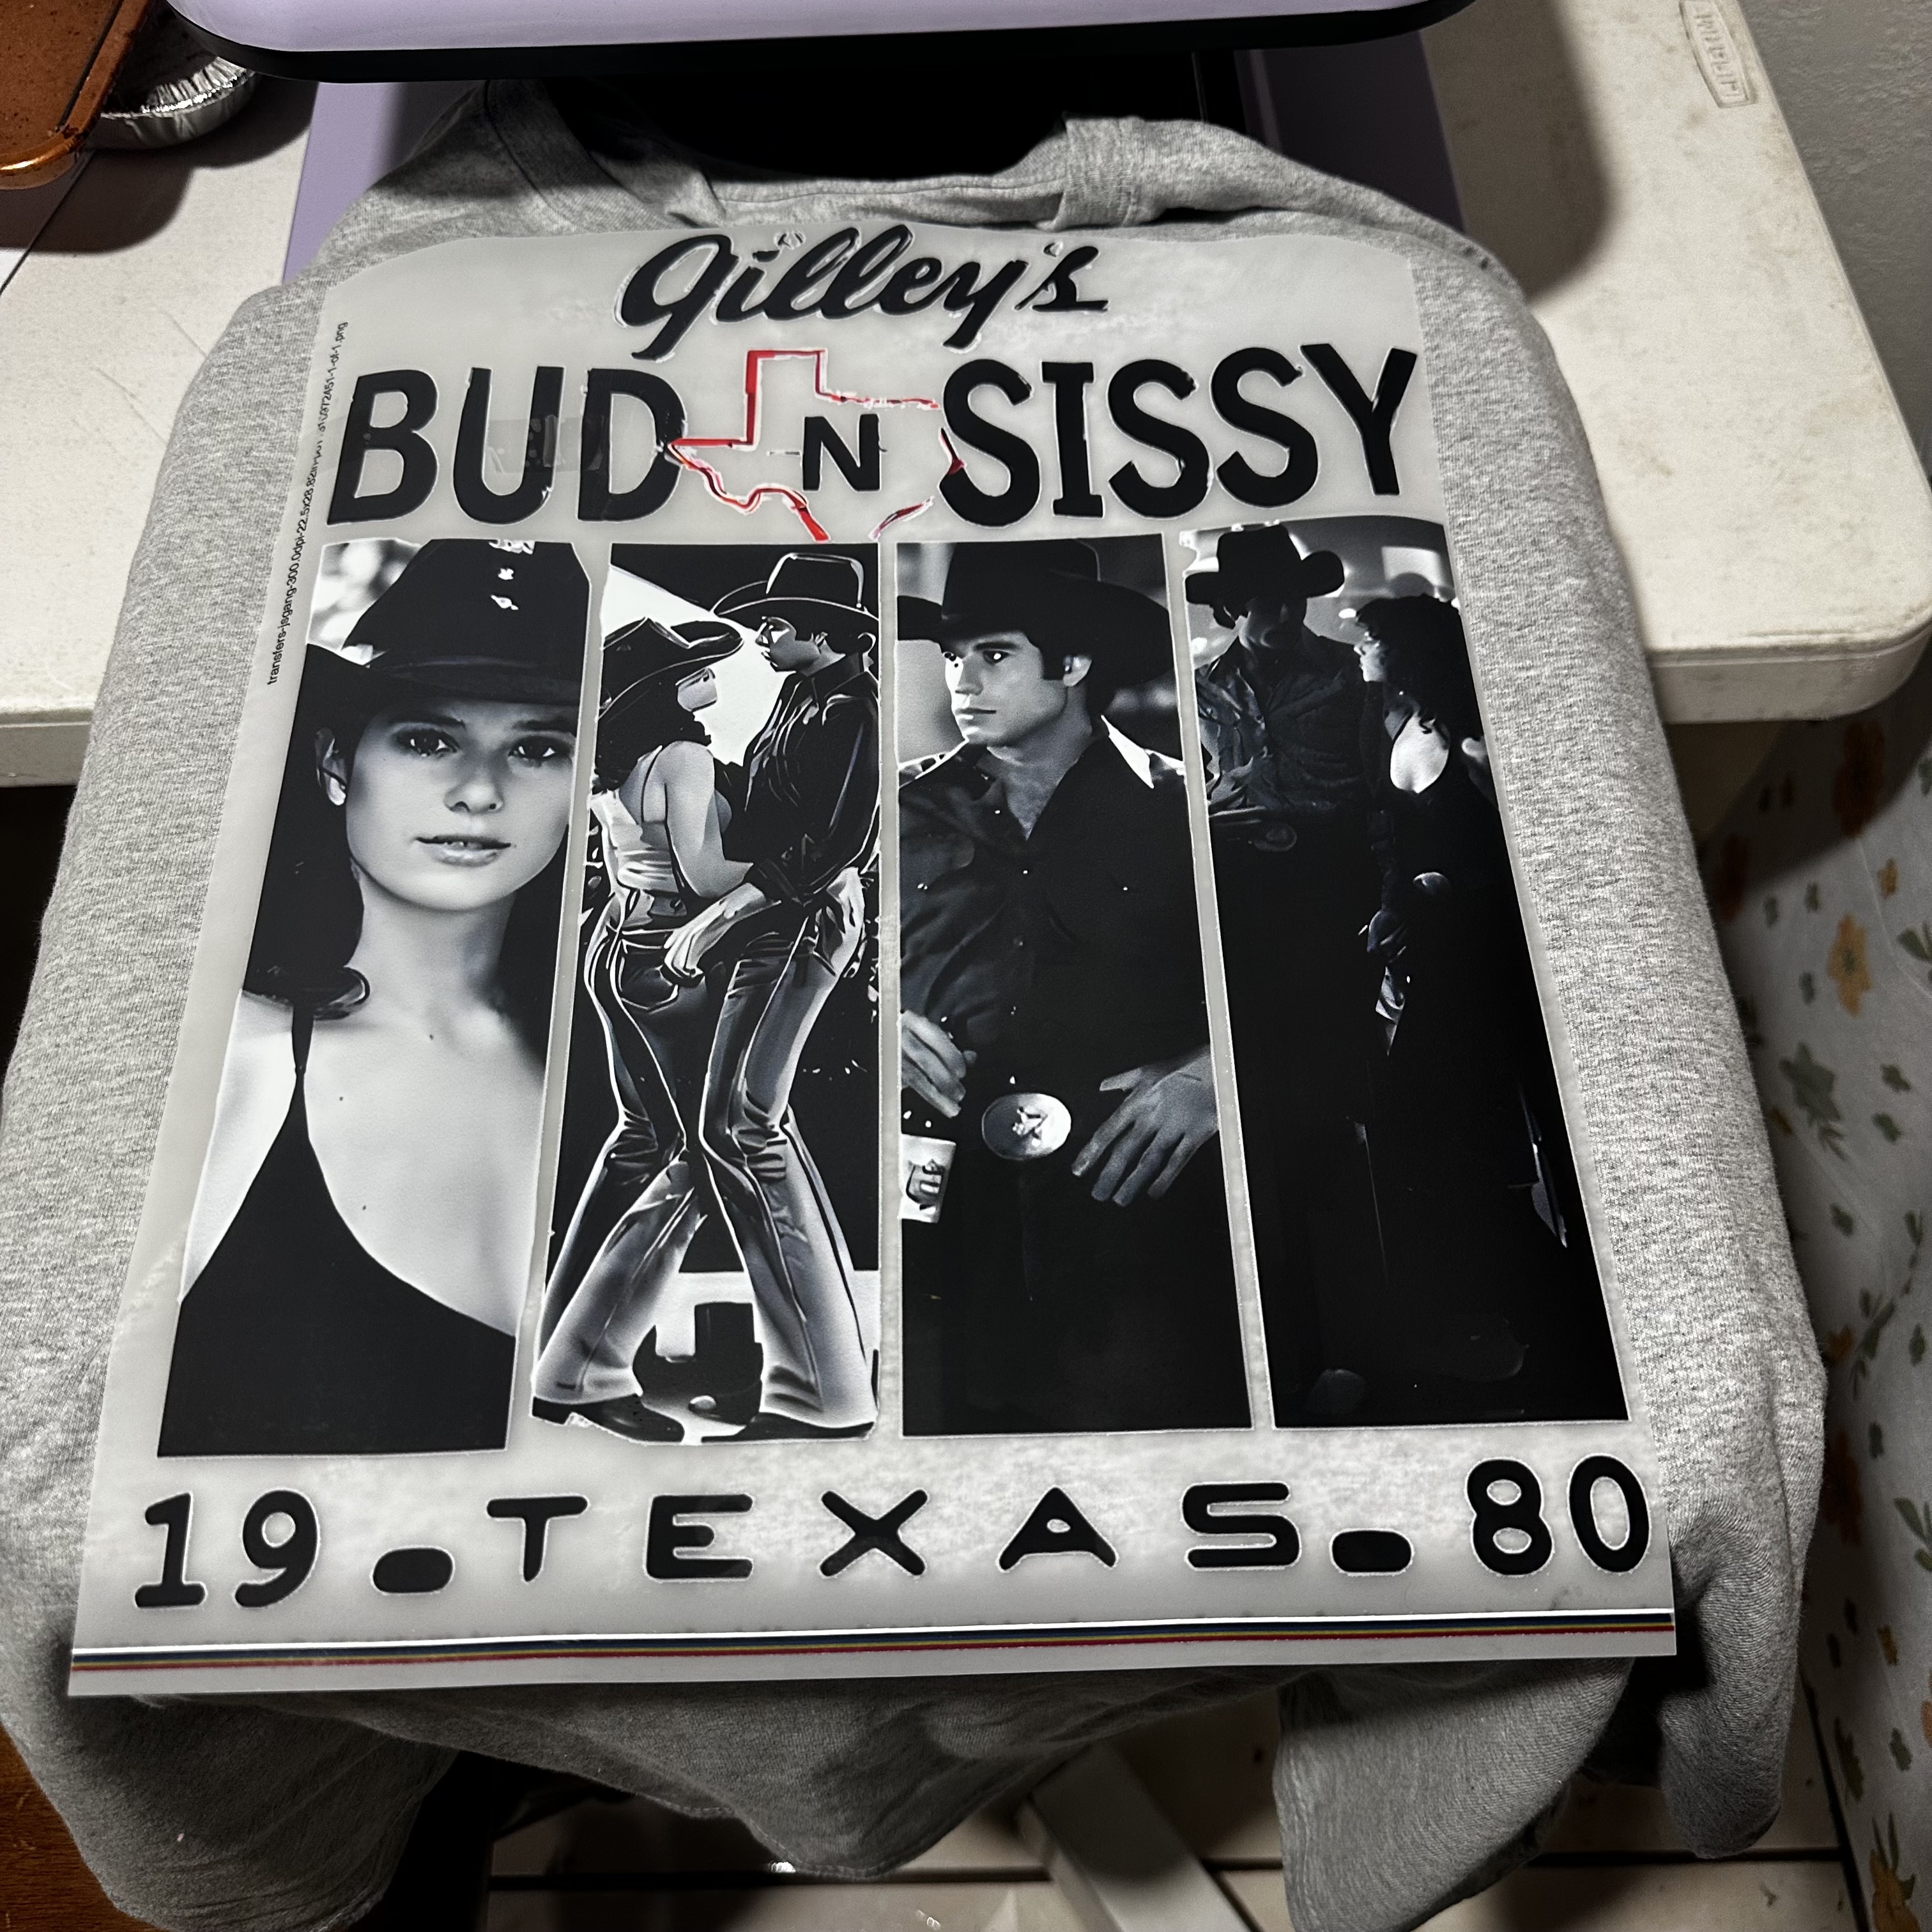 Gilley's
BUD N SISSY
19 . TEXAS . 80